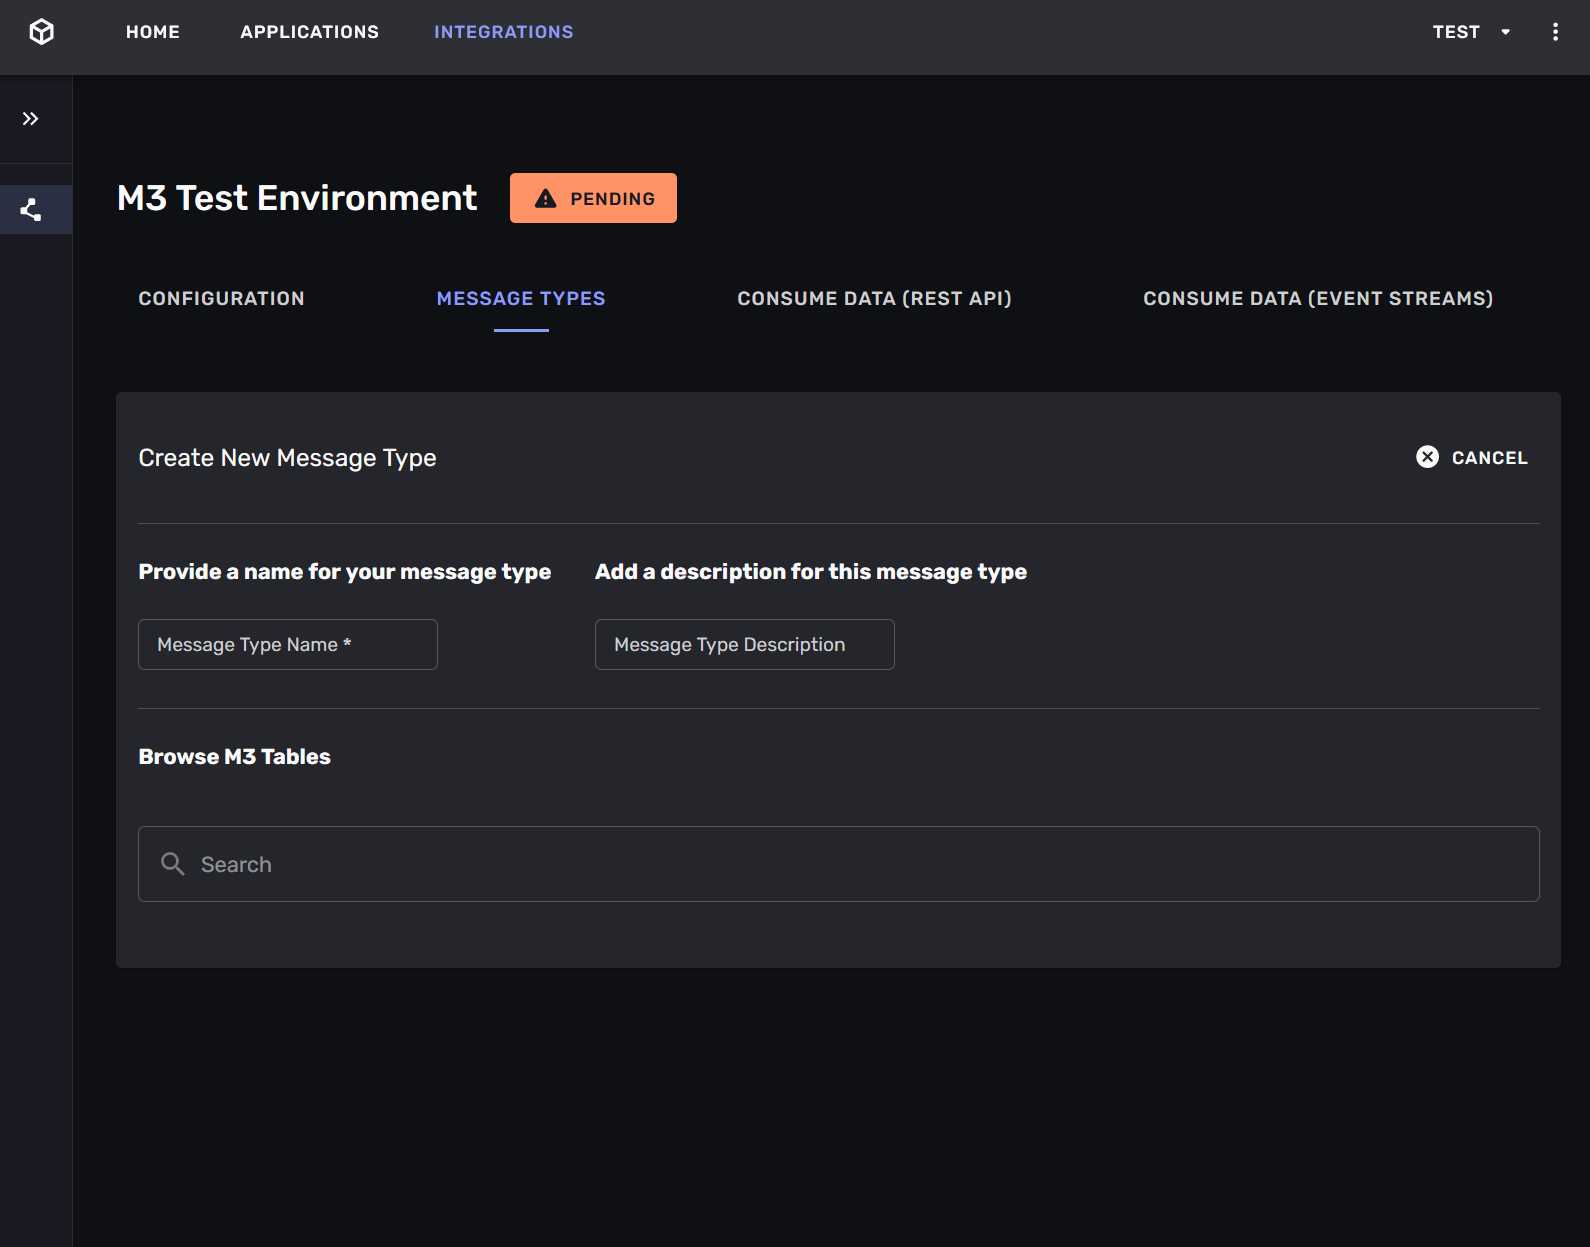 HOME APPLICATIONS INTEGRATIONS TEST
M3 Test Environment PENDING
CONFIGURATION MESSAGE TYPES CONSUME DATA (REST API) CONSUME DATA (EVENT STREAMS)
Create New Message Type CANCEL
Provide a name for your message type Add a description for this message type
Message Type Name * Message Type Description
Browse M3 Tables
Search